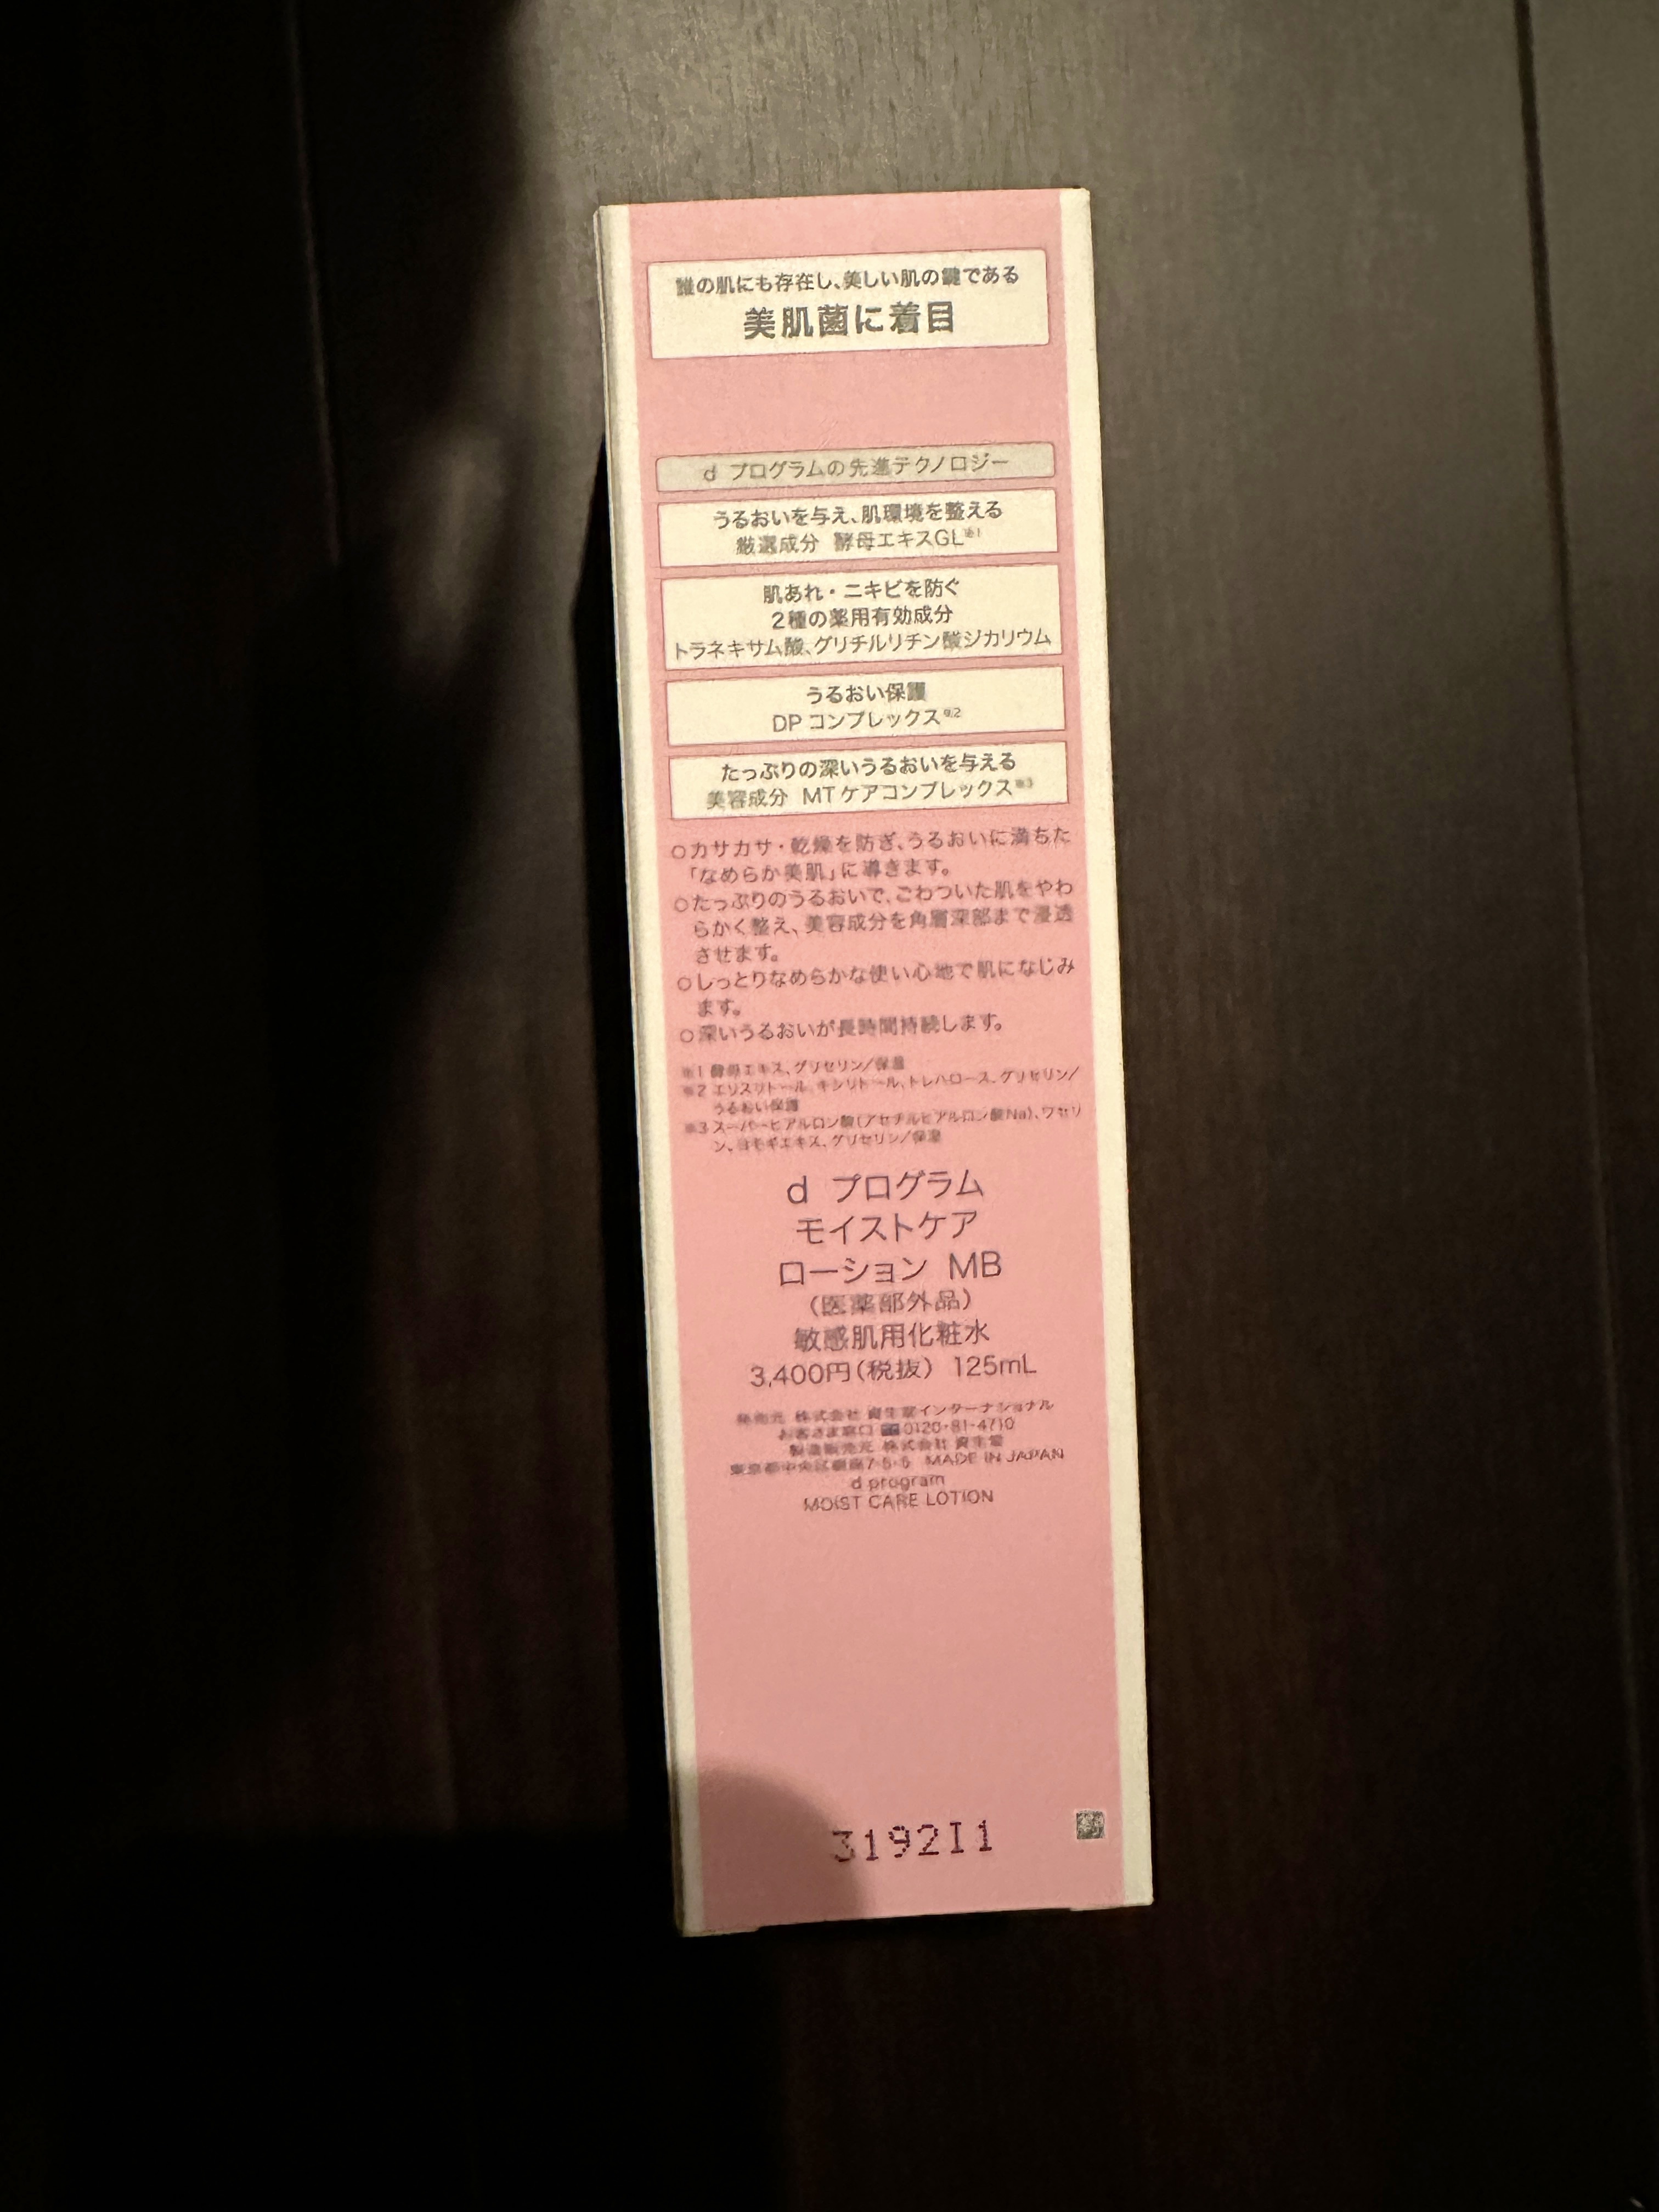 誰の肌にも存在し、美しい肌の鍵である
美肌菌に着目
d プログラムの先進テクノロジー
うるおいを与え、肌環境を整える
厳選成分 酵母エキスGL※1
肌あれ・ニキビを防ぐ
2種の薬用有効成分
トラネキサム酸、グリチルリチン酸ジカリウム
うるおい保護
DP コンプレックス※2
たっぷりの深いうるおいを与える
美容成分 MTケアコンプレックス※3
○カサカサ・乾燥を防ぎ、うるおいに満ちた
「なめらか美肌」に導きます。
○たっぷりのうるおいで、ごわついた肌をやわ
らかく整え、美容成分を角層深部まで浸透
させます。
○しっとりなめらかな使い心地で肌になじみ
ます。
○深いうるおいが長時間持続します。
※1 酵母エキス、グリセリン/保湿
※2 エリスリトール、キシリトール、トレハロース、グリセリン/
うるおい保護
※3 スーパーヒアルロン酸(アセチルヒアルロン酸Na)、ワセリ
ン、ヨモギエキス、グリセリン/保湿
d プログラム
モイストケア
ローション MB
(医薬部外品)
敏感肌用化粧水
3,400円(税抜) 125mL
発売元 株式会社 資生堂インターナショナル
お客さま窓口 0120-81-4710
製造販売元 株式会社 資生堂
東京都中央区銀座7-5-5 MADE IN JAPAN
d program
MOIST CARE LOTION
3192I1